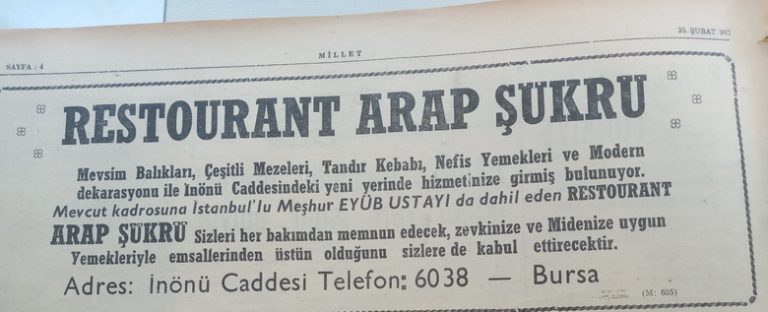 SAYFA : 4
MİLLET
25. ŞUBAT. 967
RESTOURANT ARAP ŞÜKRÜ
Mevsim Balıkları, Çeşitli Mezeleri, Tandır Kebabı, Nefis Yemekleri ve Modern
dekarasyonu ile İnönü Caddesindeki yeni yerinde hizmetinize girmiş bulunuyor.
Mevcut kadrosuna İstanbul'lu Meşhur EYÜB USTAYI da dahil eden RESTOURANT
ARAP ŞÜKRÜ Sizleri her bakımdan memnun edecek, zevkinize ve Midenize uygun
Yemekleriyle emsallerinden üstün olduğunu sizlere de kabul ettirecektir.
Adres: İnönü Caddesi Telefon: 6038 — Bursa
(M: 605)